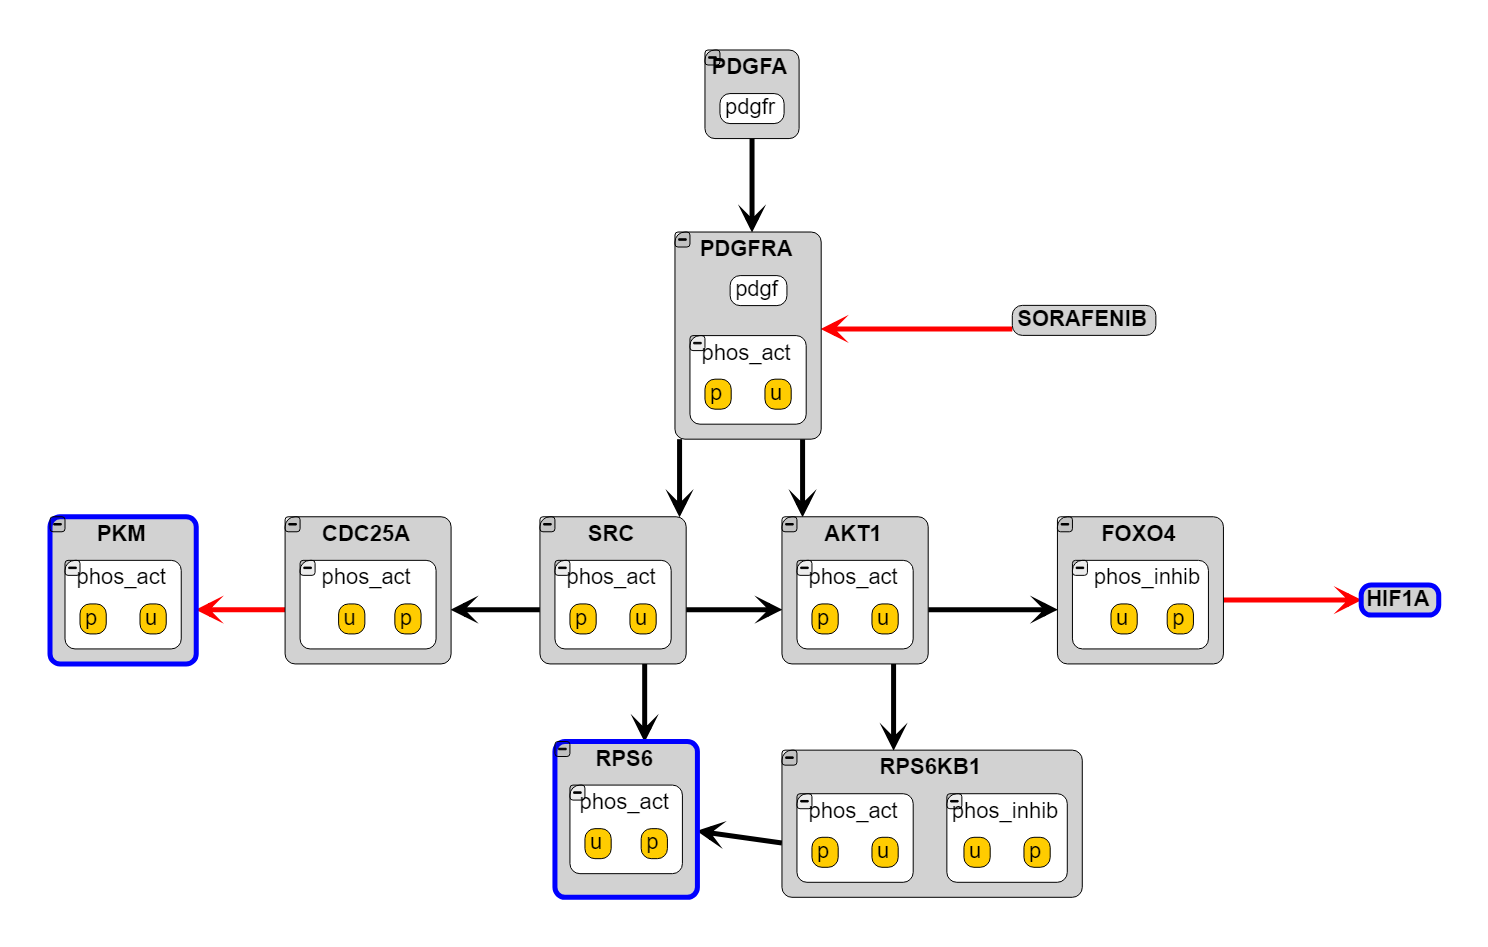 PDGFA
pdgfr
PDGFRA
pdgf
SORAFENIB
phos_act
p u
PKM CDC25A SRC AKT1 FOXO4
phos_act phos_act phos_act phos_act phos_inhib
HIF1A
p u u p p u p u u p
RPS6 RPS6KB1
phos_act phos_act phos_inhib
u p p u u p